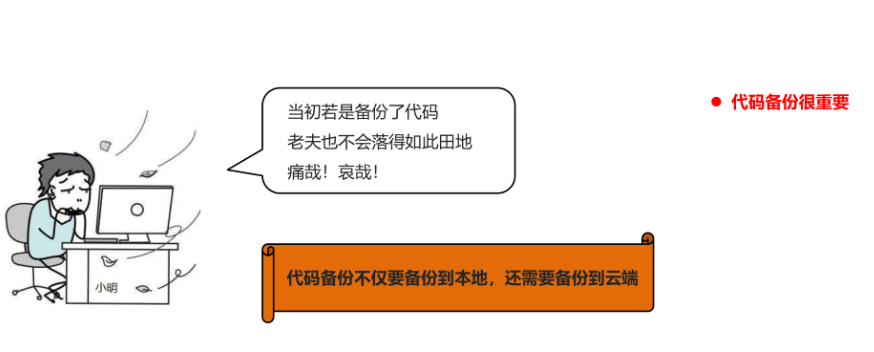 当初若是备份了代码
老夫也不会落得如此田地
痛哉！哀哉！
代码备份很重要
代码备份不仅要备份到本地，还需要备份到云端
小明